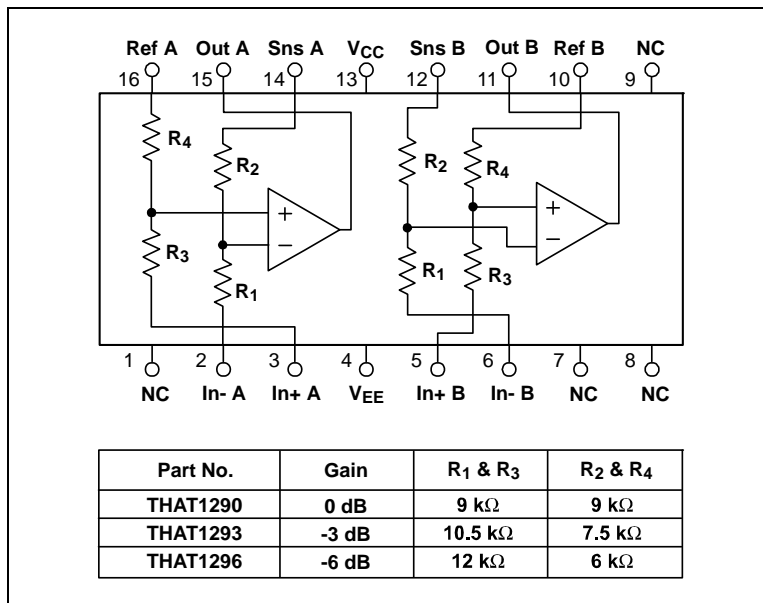 Ref A Out A Sns A VCC Sns B Out B Ref B NC
16 15 14 13 12 11 10 9
R4
R2 R2
R4
+ +
− −
R3
R1 R1 R3
1 2 3 4 5 6 7 8
NC In- A In+ A VEE In+ B In- B NC NC
Part No. Gain R1 & R3 R2 & R4
THAT1290 0 dB 9 kΩ 9 kΩ
THAT1293 -3 dB 10.5 kΩ 7.5 kΩ
THAT1296 -6 dB 12 kΩ 6 kΩ